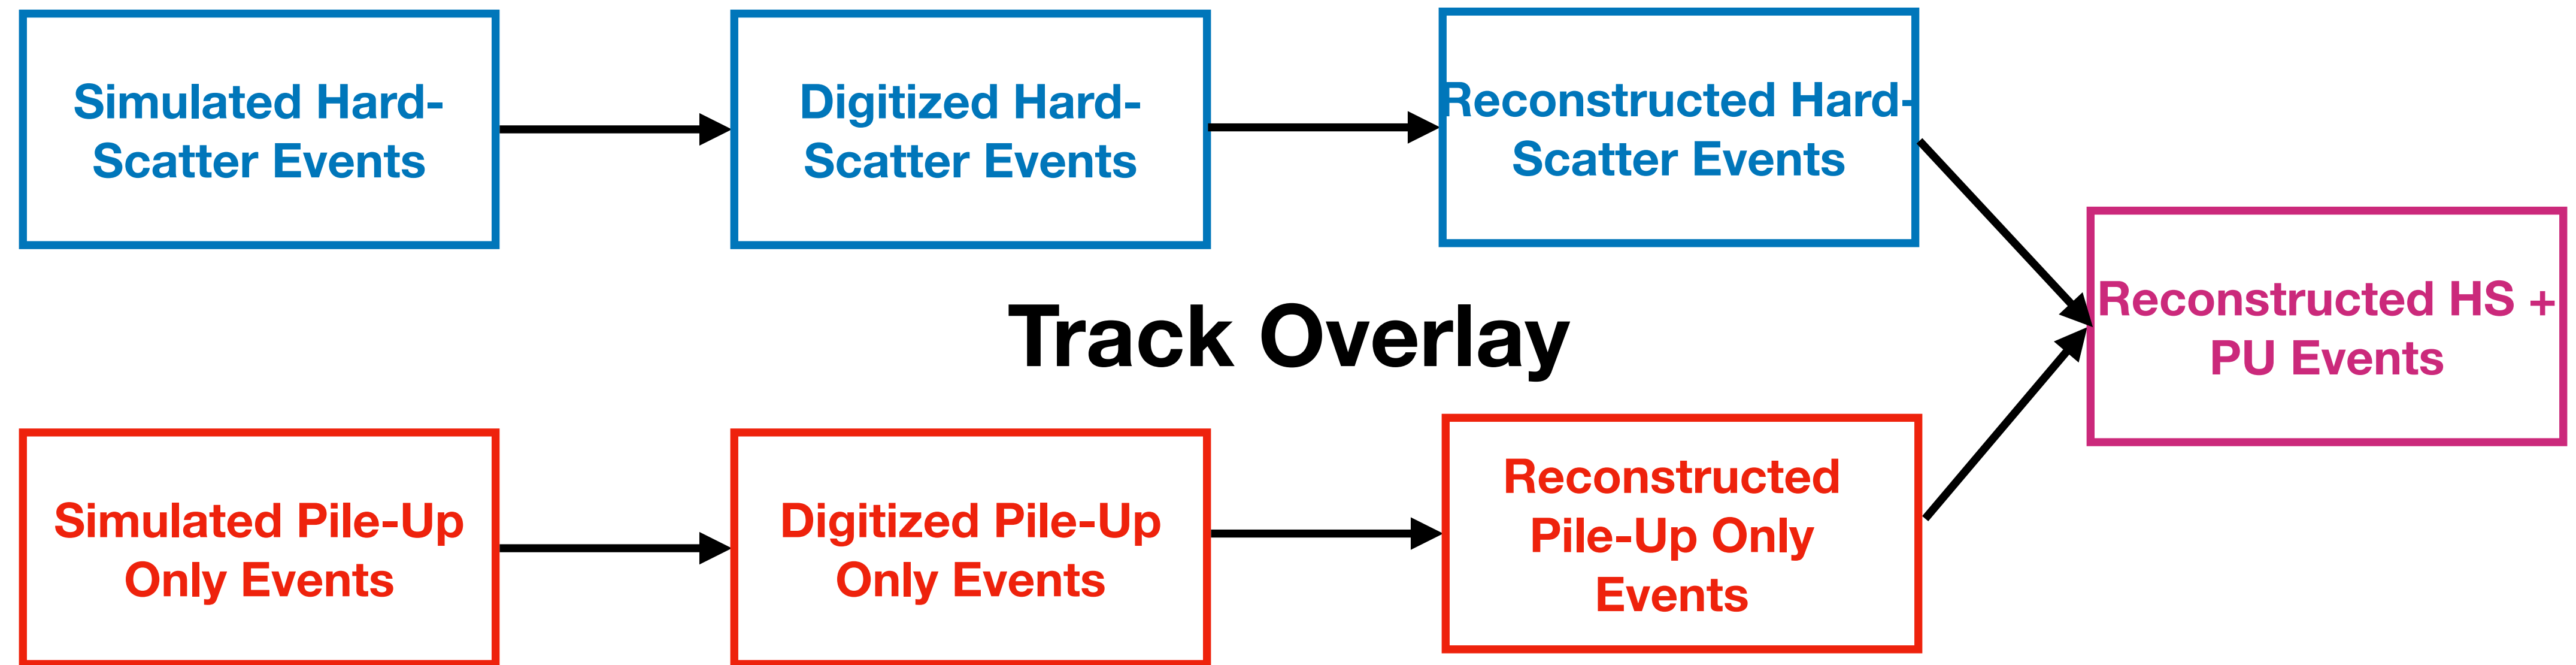 Simulated Hard-
Scatter Events
Digitized Hard-
Scatter Events
Reconstructed Hard-
Scatter Events
Reconstructed HS +
PU Events
Track Overlay
Simulated Pile-Up
Only Events
Digitized Pile-Up
Only Events
Reconstructed
Pile-Up Only
Events